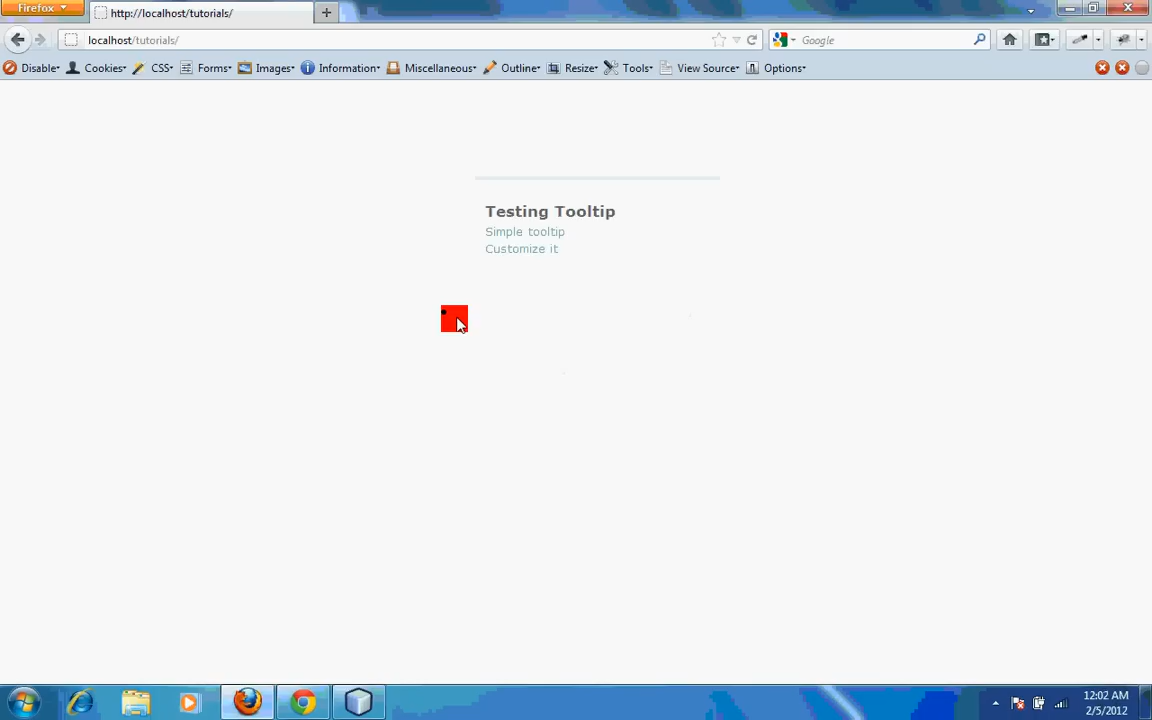 Firefox
http://localhost/tutorials/
localhost/tutorials/
Google
Disable Cookies CSS Forms Images Information Miscellaneous Outline Resize Tools View Source Options
Testing Tooltip
Simple tooltip
Customize it
12:02 AM
2/5/2012